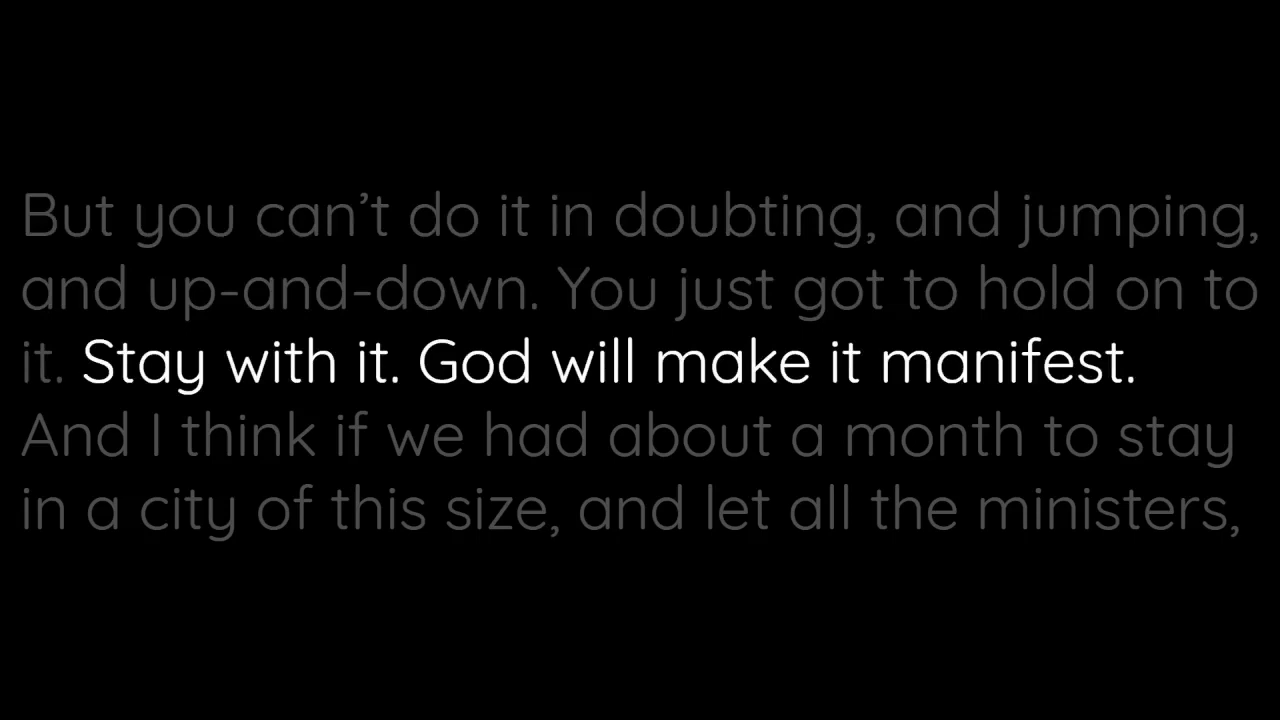 But you can’t do it in doubting, and jumping,
and up-and-down. You just got to hold on to
it. Stay with it. God will make it manifest.
And I think if we had about a month to stay
in a city of this size, and let all the ministers,